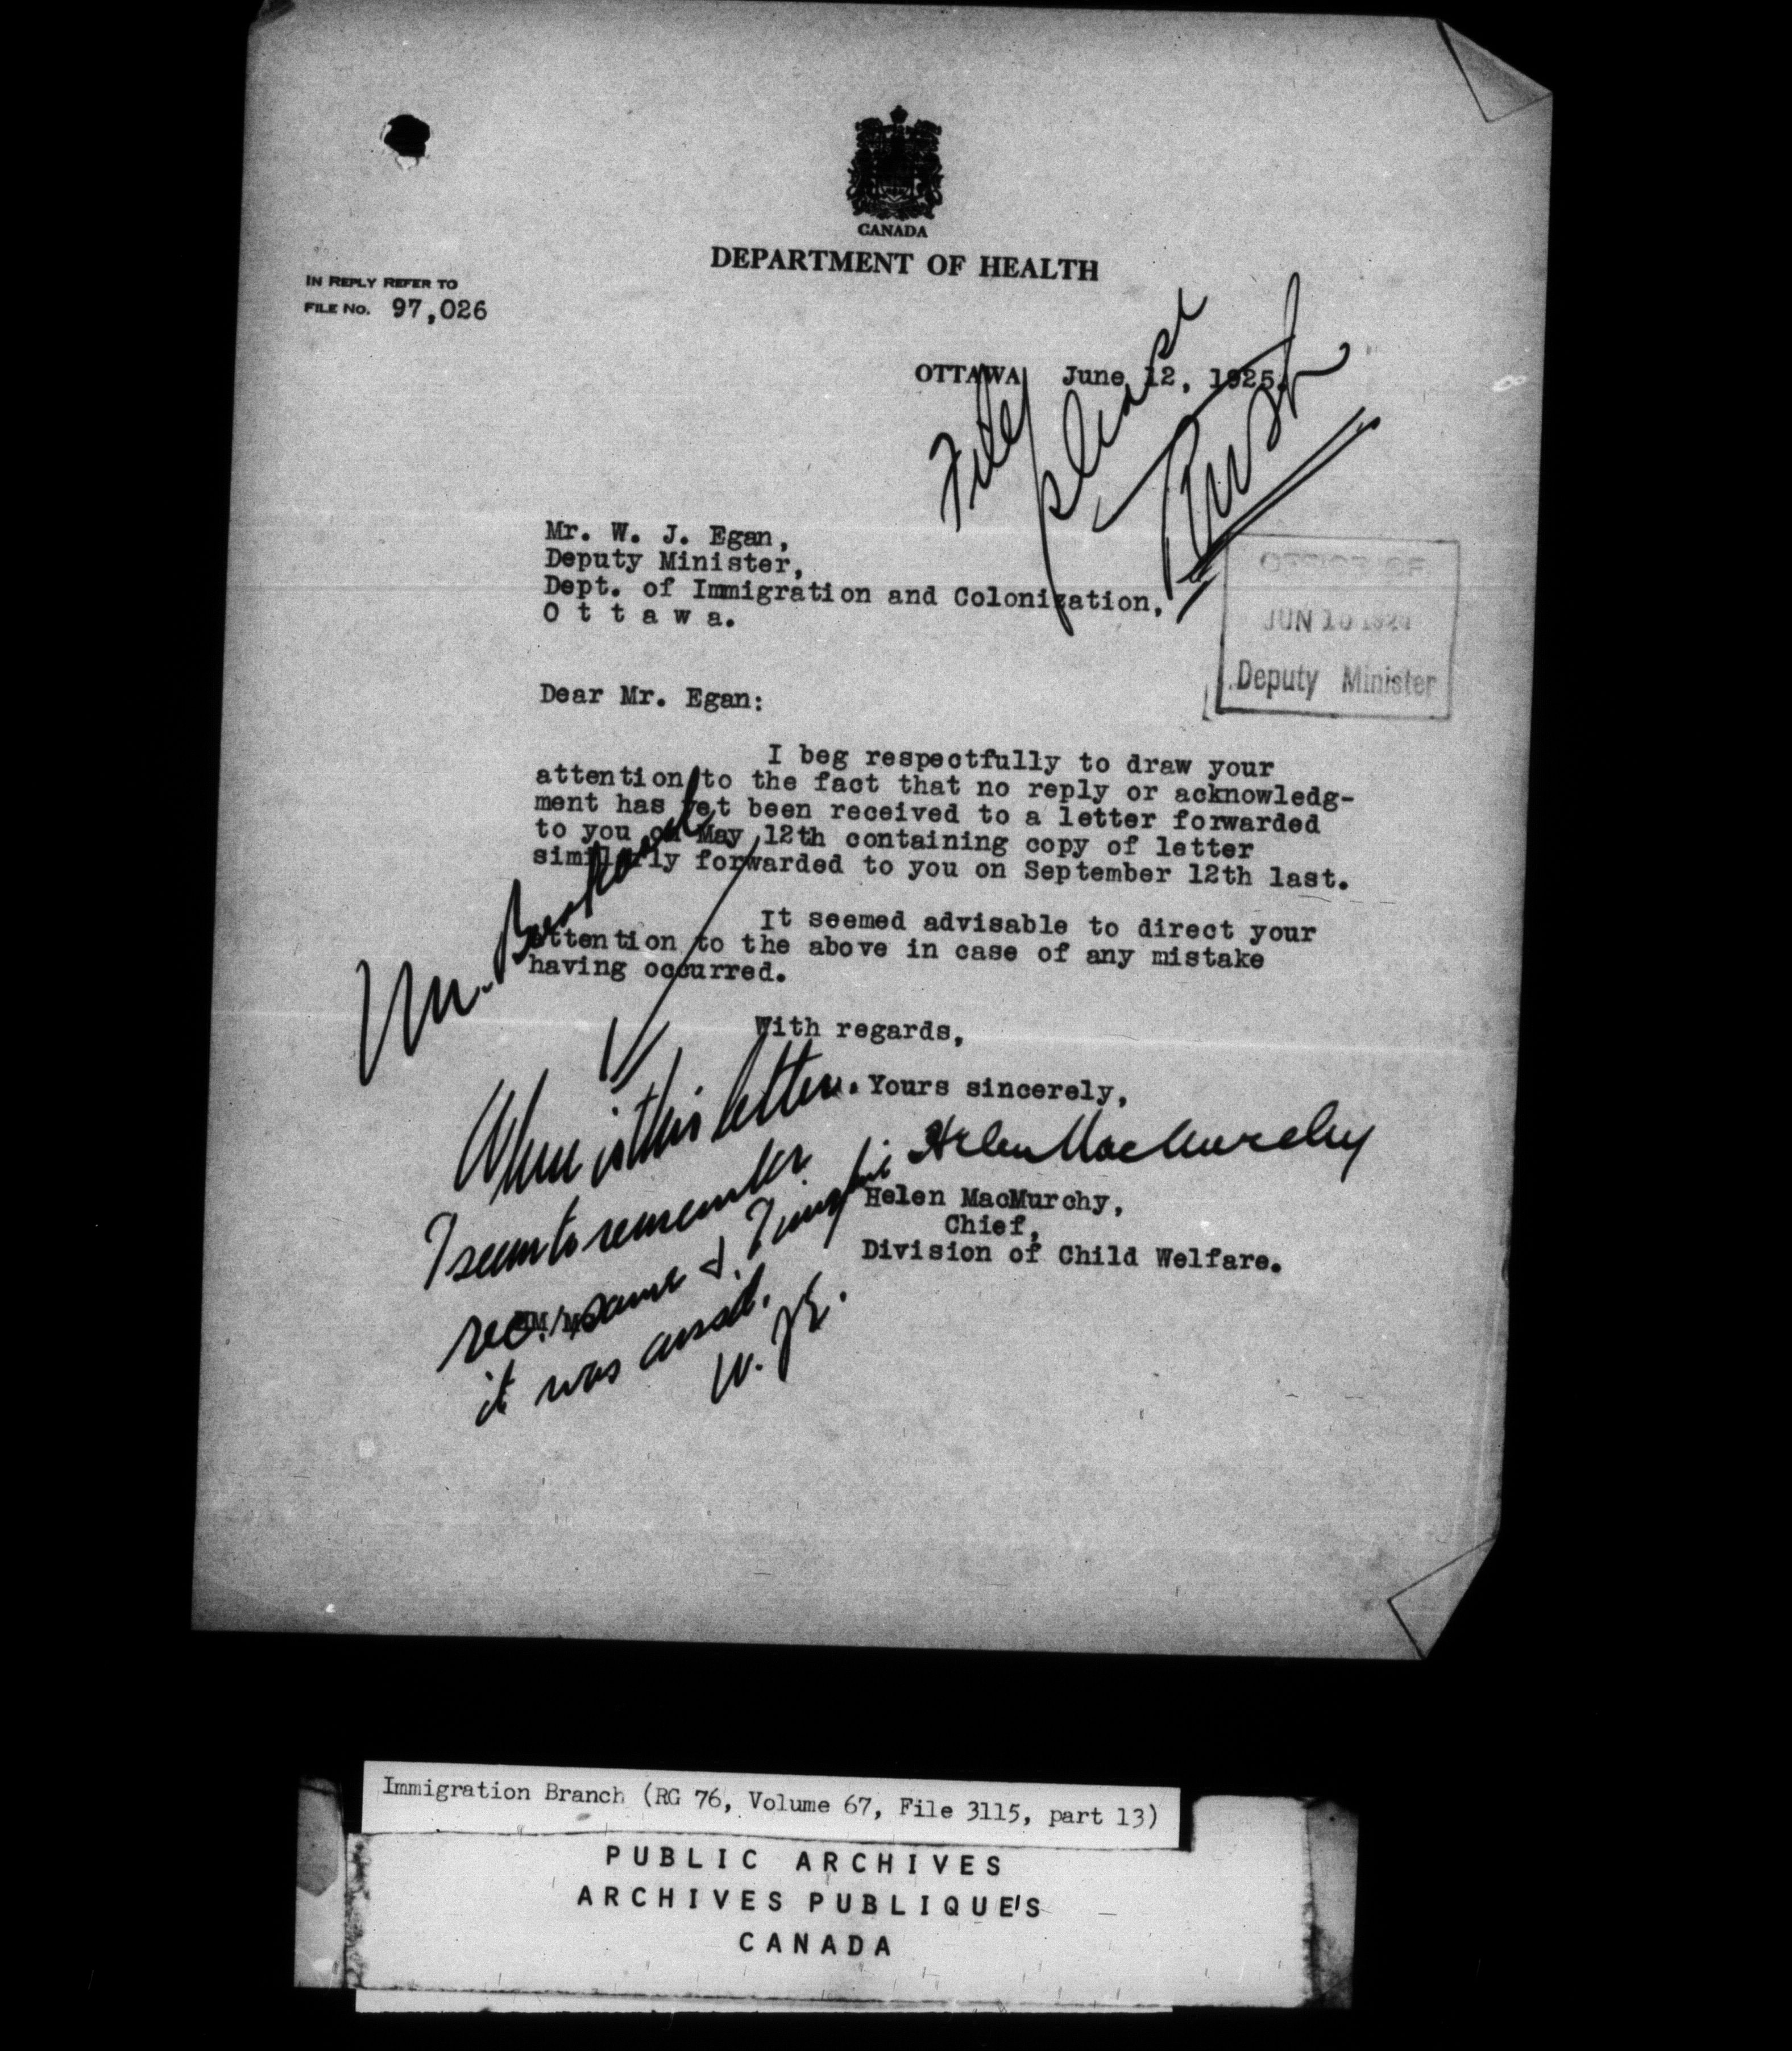 CANADA
DEPARTMENT OF HEALTH
IN REPLY REFER TO
FILE NO. 97,026
OTTAWA June 12, 1925.
File please
Rush
Mr. W. J. Egan,
Deputy Minister,
Dept. of Immigration and Colonization,
O t t a w a.
OFFICE OF
JUN
Deputy Minister
Dear Mr. Egan:
I beg respectfully to draw your
attention to the fact that no reply or acknowledg-
ment has yet been received to a letter forwarded
to you on May 12th containing copy of letter
similarly forwarded to you on September 12th last.
It seemed advisable to direct your
attention to the above in case of any mistake
having occurred.
Mr.
With regards,
Yours sincerely,
Helen MacMurchy
Helen MacMurchy,
Chief,
Division of Child Welfare.
Where is this letter.
I seem to remember
rec. same &
it was ansd.
W.J.E.
Immigration Branch (RG 76, Volume 67, File 3115, part 13)
PUBLIC ARCHIVES
ARCHIVES PUBLIQUES
CANADA